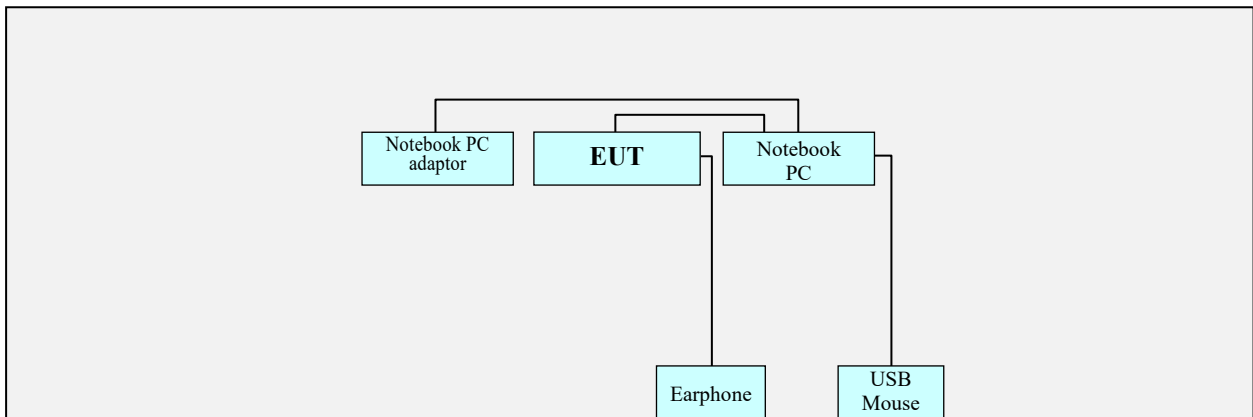 Notebook PC
adaptor
EUT
Notebook
PC
Earphone
USB
Mouse